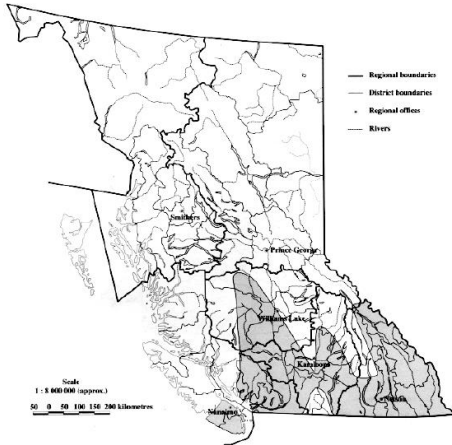 Regional boundaries
District boundaries
Regional offices
Rivers
Smithers
Prince George
Williams Lake
Kamloops
Nelson
Nanaimo
Scale
1 : 8 000 000 (approx.)
50 0 50 100 150 200 kilometres